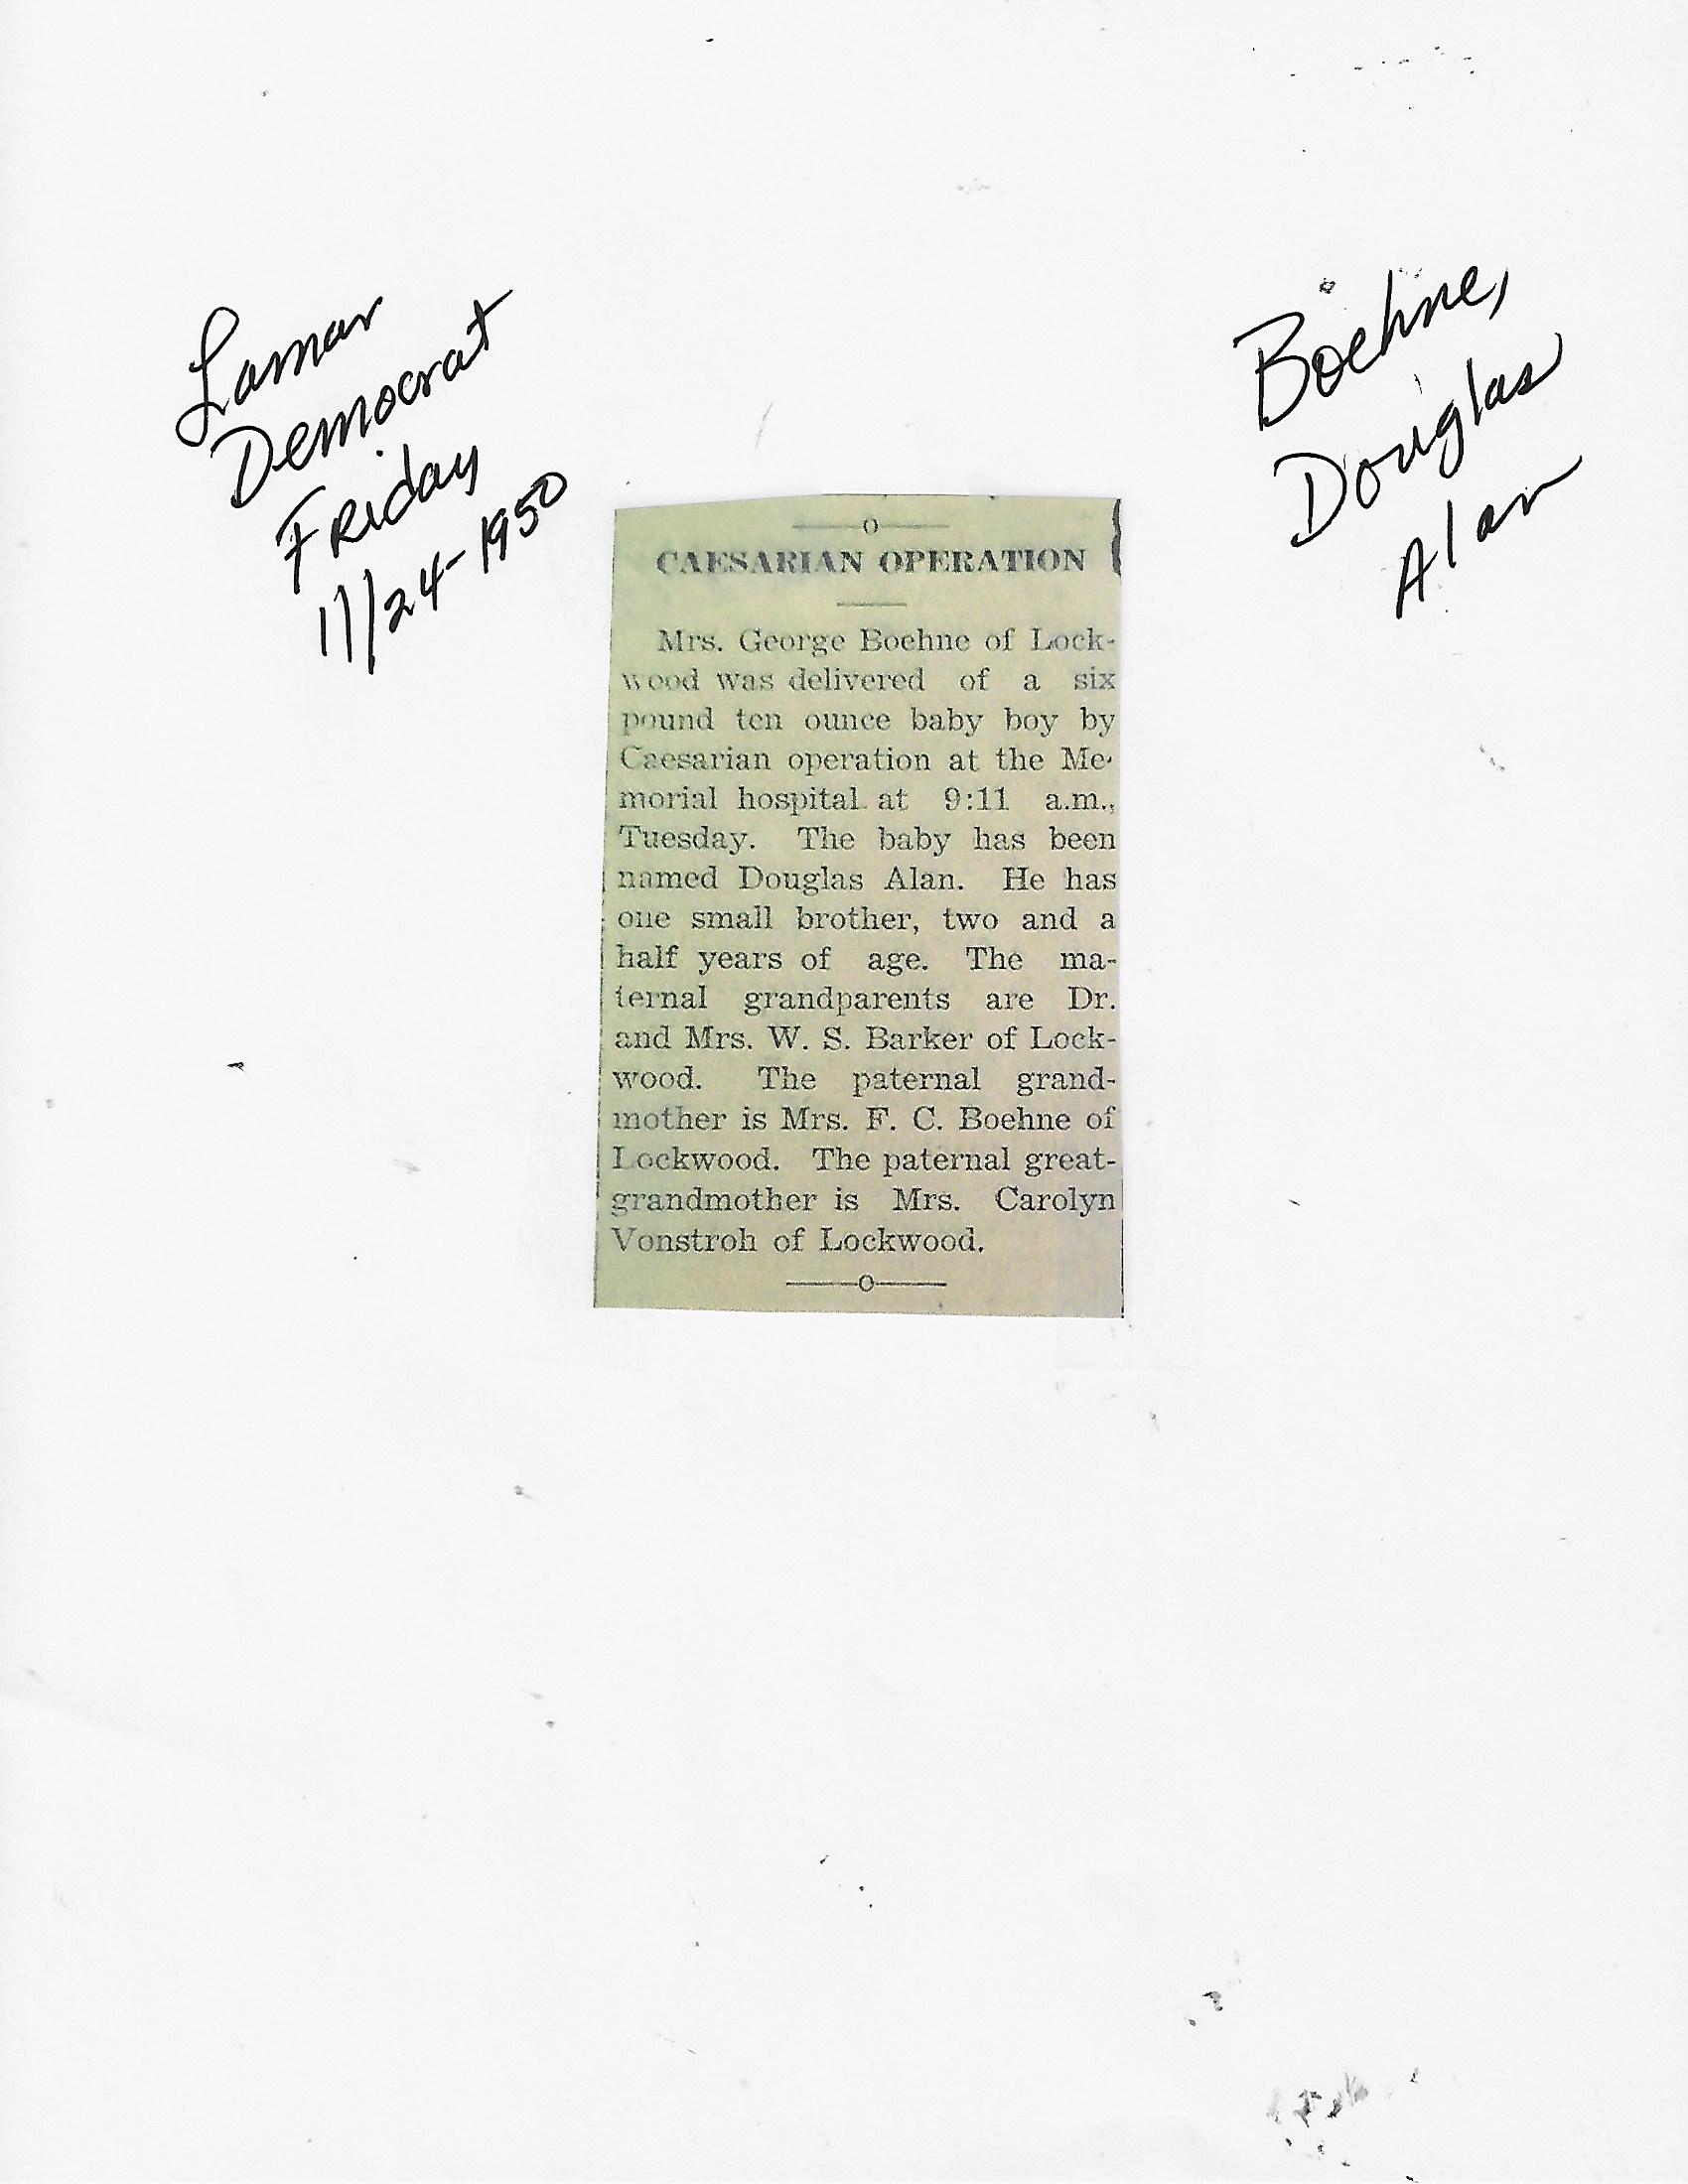 Lamar
Democrat
Friday
11/24-1950
Boehne,
Douglas
Alan
CAESARIAN OPERATION
Mrs. George Boehne of Lock-
wood was delivered of a six
pound ten ounce baby boy by
Caesarian operation at the Me-
morial hospital at 9:11 a.m.,
Tuesday. The baby has been
named Douglas Alan. He has
one small brother, two and a
half years of age. The ma-
ternal grandparents are Dr.
and Mrs. W. S. Barker of Lock-
wood. The paternal grand-
mother is Mrs. F. C. Boehne of
Lockwood. The paternal great-
grandmother is Mrs. Carolyn
Vonstroh of Lockwood.